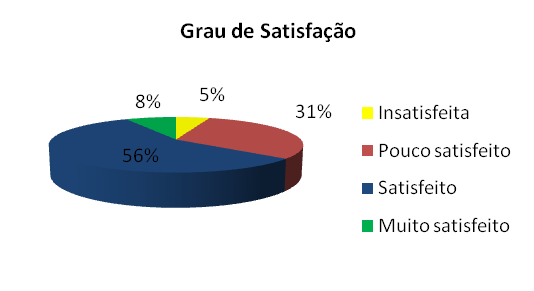 Grau de Satisfação
8%
5%
31%
56%
Insatisfeita
Pouco satisfeito
Satisfeito
Muito satisfeito